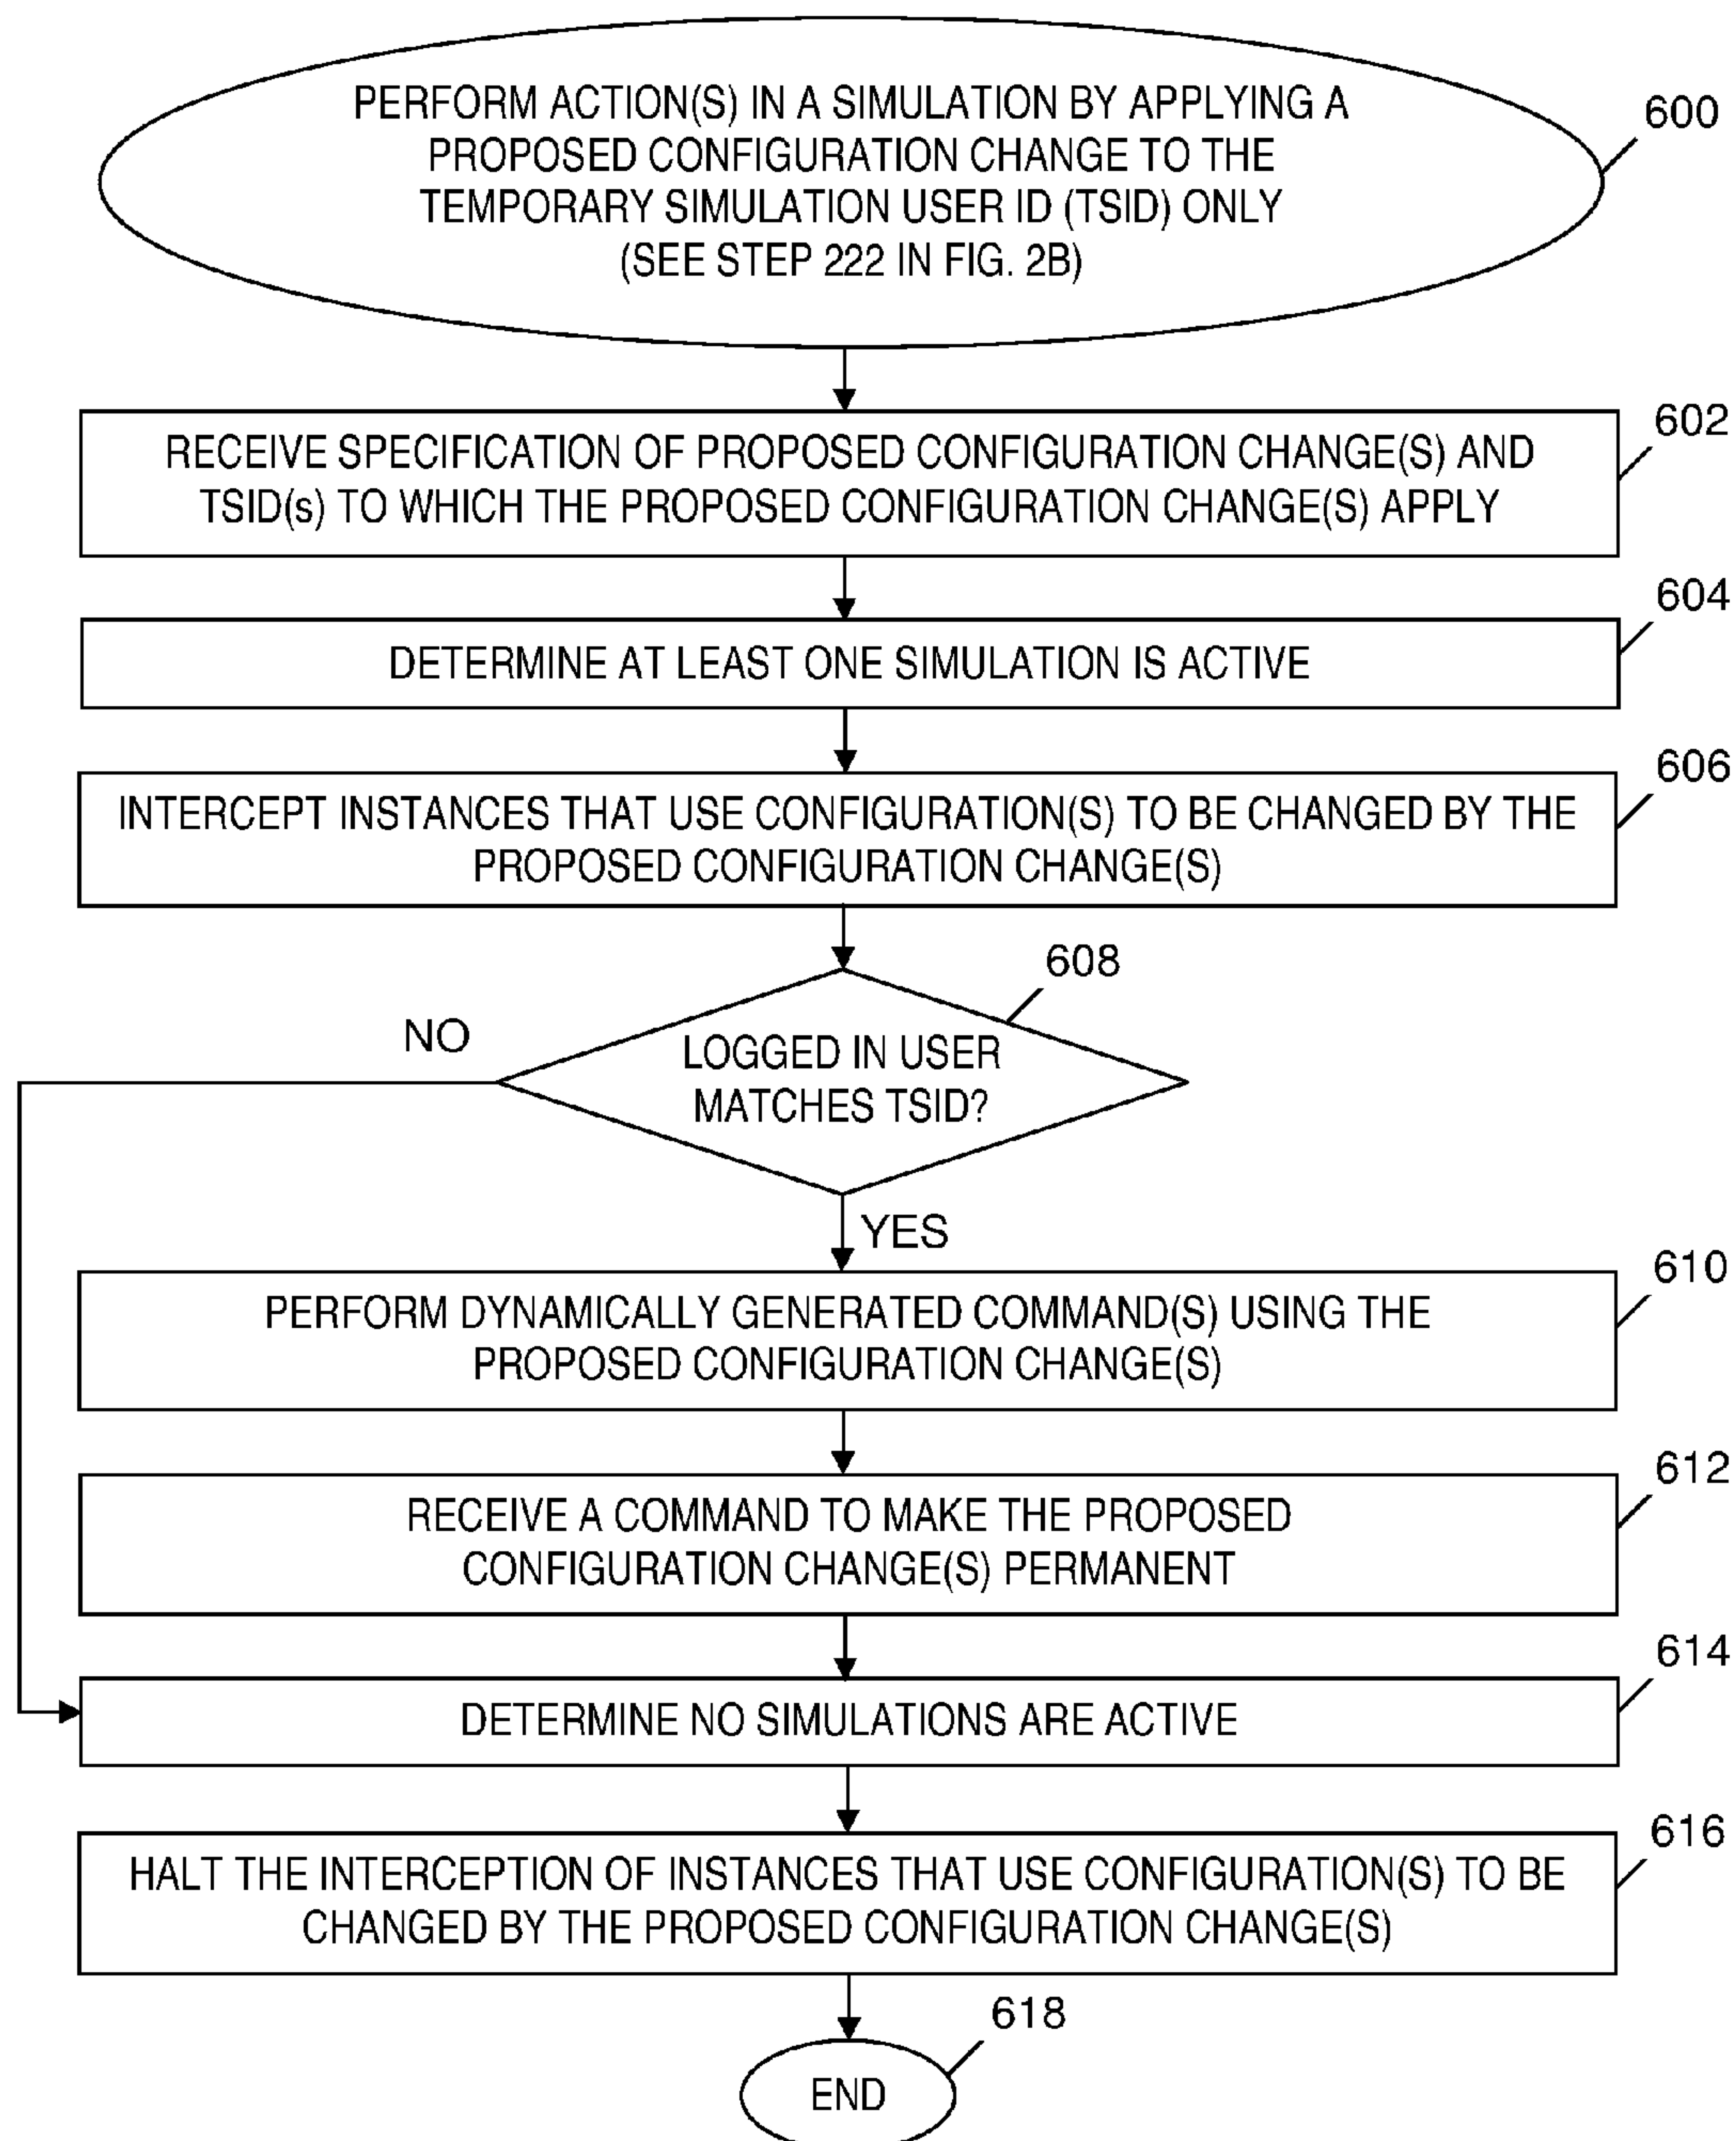 PERFORM ACTION(S) IN A SIMULATION BY APPLYING A
PROPOSED CONFIGURATION CHANGE TO THE
TEMPORARY SIMULATION USER ID (TSID) ONLY
(SEE STEP 222 IN FIG. 2B)
600
602
RECEIVE SPECIFICATION OF PROPOSED CONFIGURATION CHANGE(S) AND
TSID(s) TO WHICH THE PROPOSED CONFIGURATION CHANGE(S) APPLY
604
DETERMINE AT LEAST ONE SIMULATION IS ACTIVE
606
INTERCEPT INSTANCES THAT USE CONFIGURATION(S) TO BE CHANGED BY THE
PROPOSED CONFIGURATION CHANGE(S)
608
NO
LOGGED IN USER
MATCHES TSID?
YES
610
PERFORM DYNAMICALLY GENERATED COMMAND(S) USING THE
PROPOSED CONFIGURATION CHANGE(S)
612
RECEIVE A COMMAND TO MAKE THE PROPOSED
CONFIGURATION CHANGE(S) PERMANENT
614
DETERMINE NO SIMULATIONS ARE ACTIVE
616
HALT THE INTERCEPTION OF INSTANCES THAT USE CONFIGURATION(S) TO BE
CHANGED BY THE PROPOSED CONFIGURATION CHANGE(S)
618
END